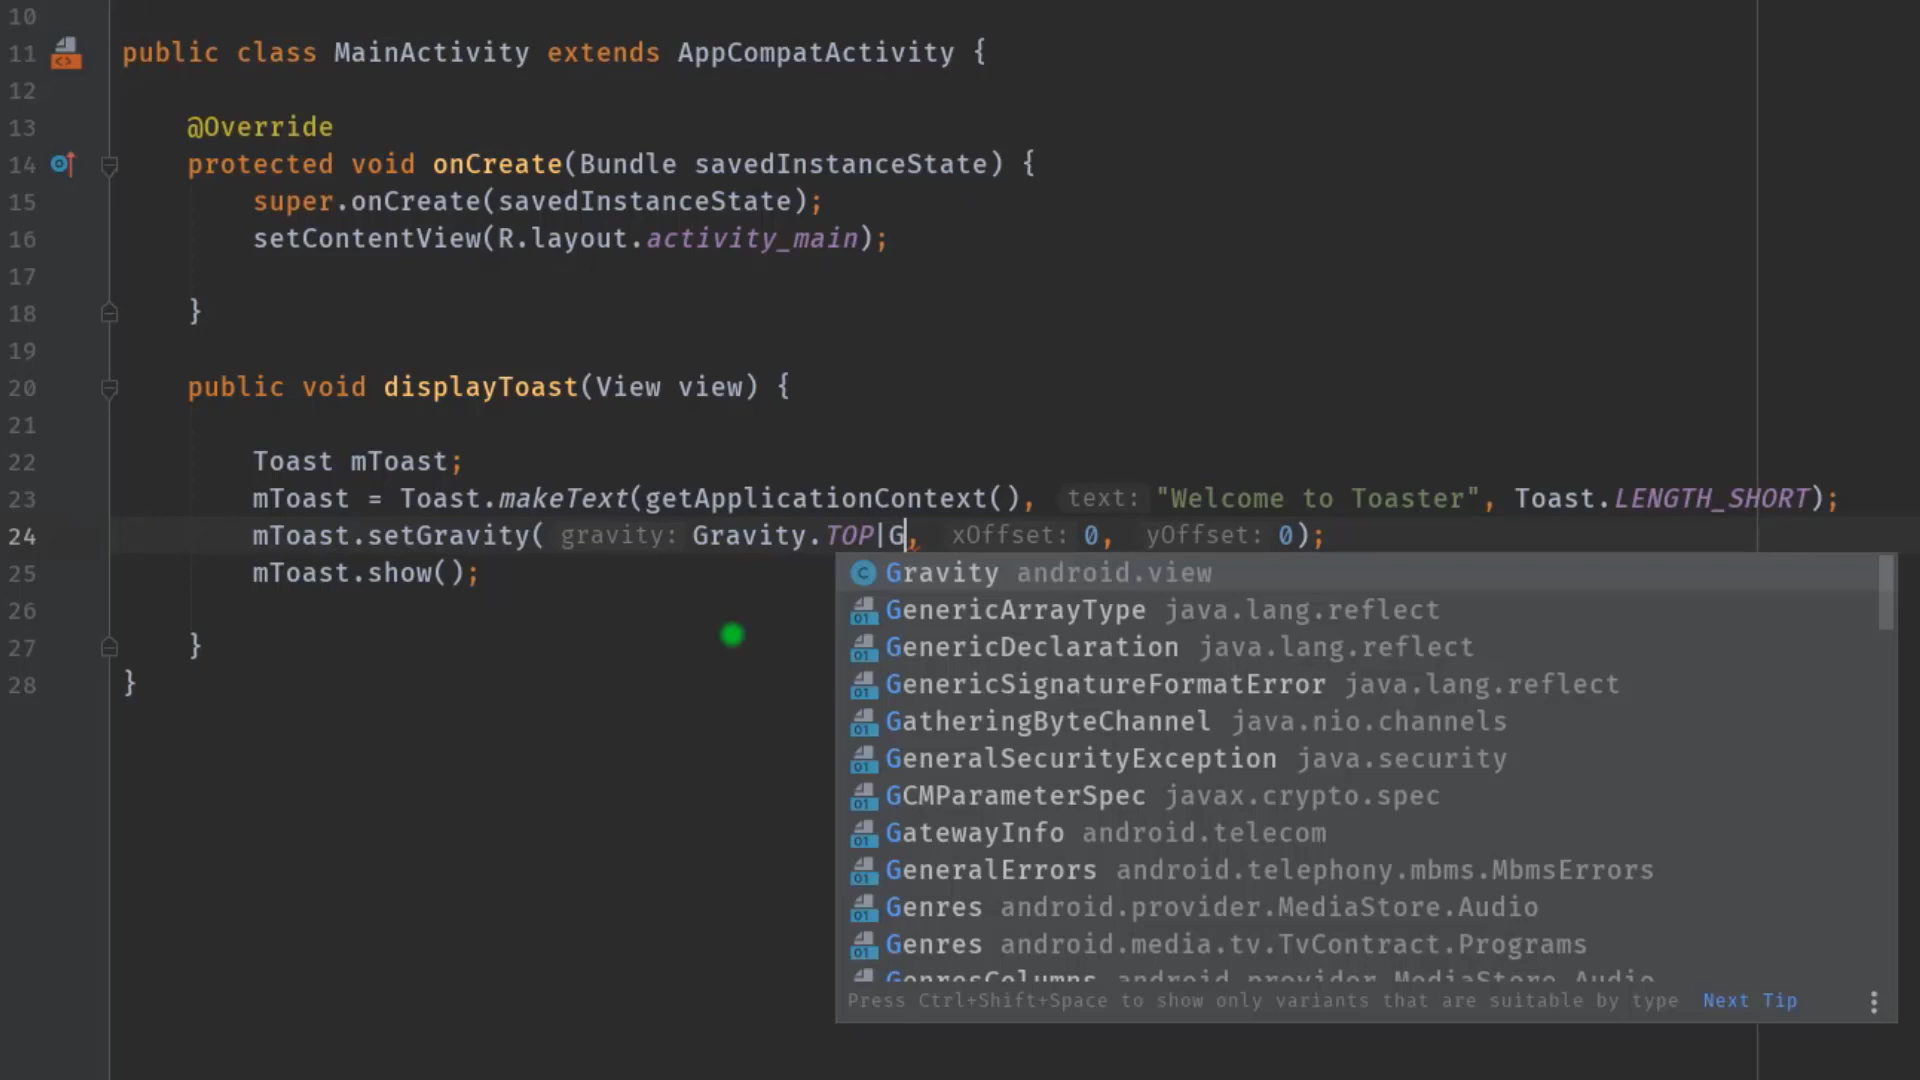 10
11 public class MainActivity extends AppCompatActivity {
12
13 @Override
14 protected void onCreate(Bundle savedInstanceState) {
15 super.onCreate(savedInstanceState);
16 setContentView(R.layout.activity_main);
17
18 }
19
20 public void displayToast(View view) {
21
22 Toast mToast;
23 mToast = Toast.makeText(getApplicationContext(), text: "Welcome to Toaster", Toast.LENGTH_SHORT);
24 mToast.setGravity( gravity: Gravity.TOP|G, xOffset: 0, yOffset: 0);
25 mToast.show();
26
27 }
28 }
Gravity android.view
GenericArrayType java.lang.reflect
GenericDeclaration java.lang.reflect
GenericSignatureFormatError java.lang.reflect
GatheringByteChannel java.nio.channels
GeneralSecurityException java.security
GCMParameterSpec javax.crypto.spec
GatewayInfo android.telecom
GeneralErrors android.telephony.mbms.MbmsErrors
Genres android.provider.MediaStore.Audio
Genres android.media.tv.TvContract.Programs
GenresColumns android.provider.MediaStore.Audio
Press Ctrl+Shift+Space to show only variants that are suitable by type Next Tip